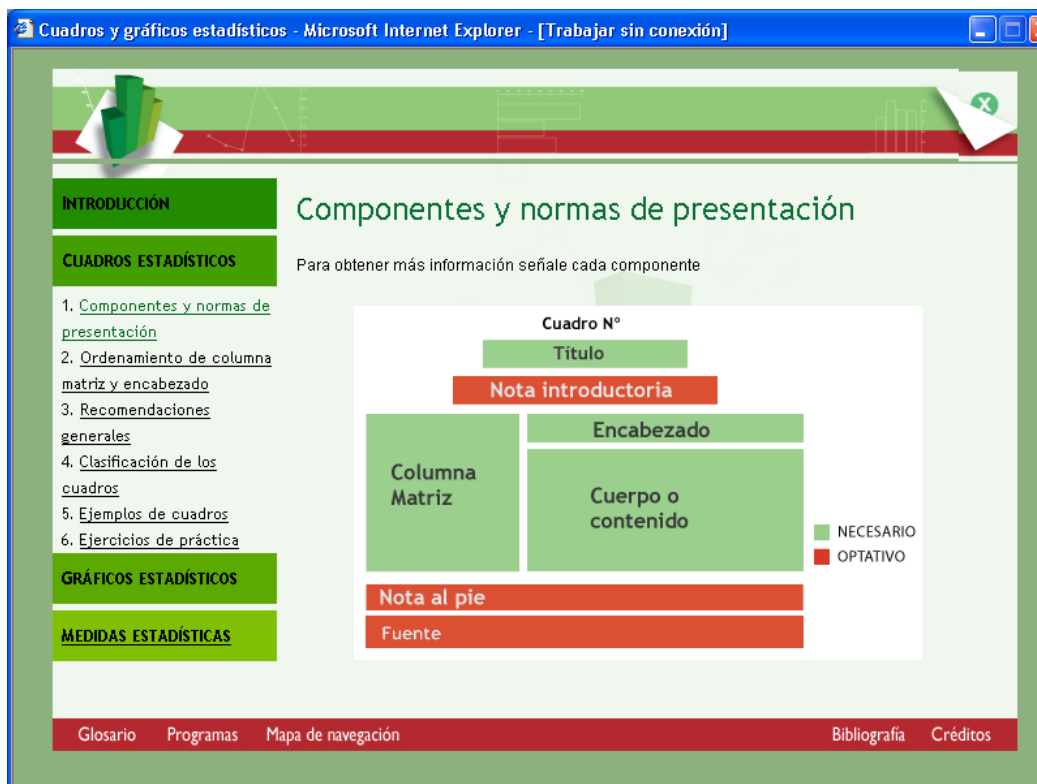 Cuadros y gráficos estadísticos - Microsoft Internet Explorer - [Trabajar sin conexión]
X
INTRODUCCIÓN
CUADROS ESTADÍSTICOS
1. Componentes y normas de
presentación
2. Ordenamiento de columna
matriz y encabezado
3. Recomendaciones
generales
4. Clasificación de los
cuadros
5. Ejemplos de cuadros
6. Ejercicios de práctica
GRÁFICOS ESTADÍSTICOS
MEDIDAS ESTADÍSTICAS
Componentes y normas de presentación
Para obtener más información señale cada componente
Cuadro Nº
Título
Nota introductoria
Columna
Matriz
Encabezado
Cuerpo o
contenido
NECESARIO
OPTATIVO
Nota al pie
Fuente
Glosario Programas Mapa de navegación Bibliografía Créditos